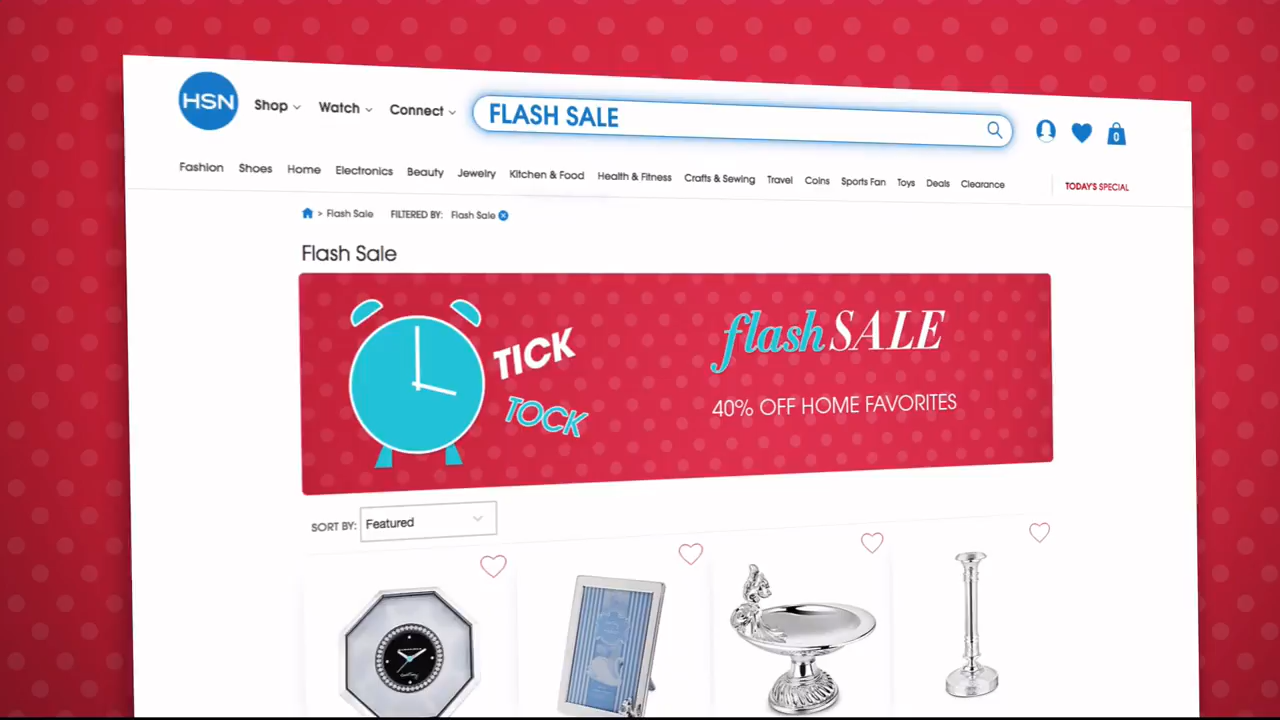 HSN Shop Watch Connect FLASH SALE 0
Fashion Shoes Home Electronics Beauty Jewelry Kitchen & Food Health & Fitness Crafts & Sewing Travel Coins Sports Fan Toys Deals Clearance TODAY'S SPECIAL
> Flash Sale FILTERED BY: Flash Sale
Flash Sale
TICK
TOCK
flash SALE
40% OFF HOME FAVORITES
SORT BY: Featured